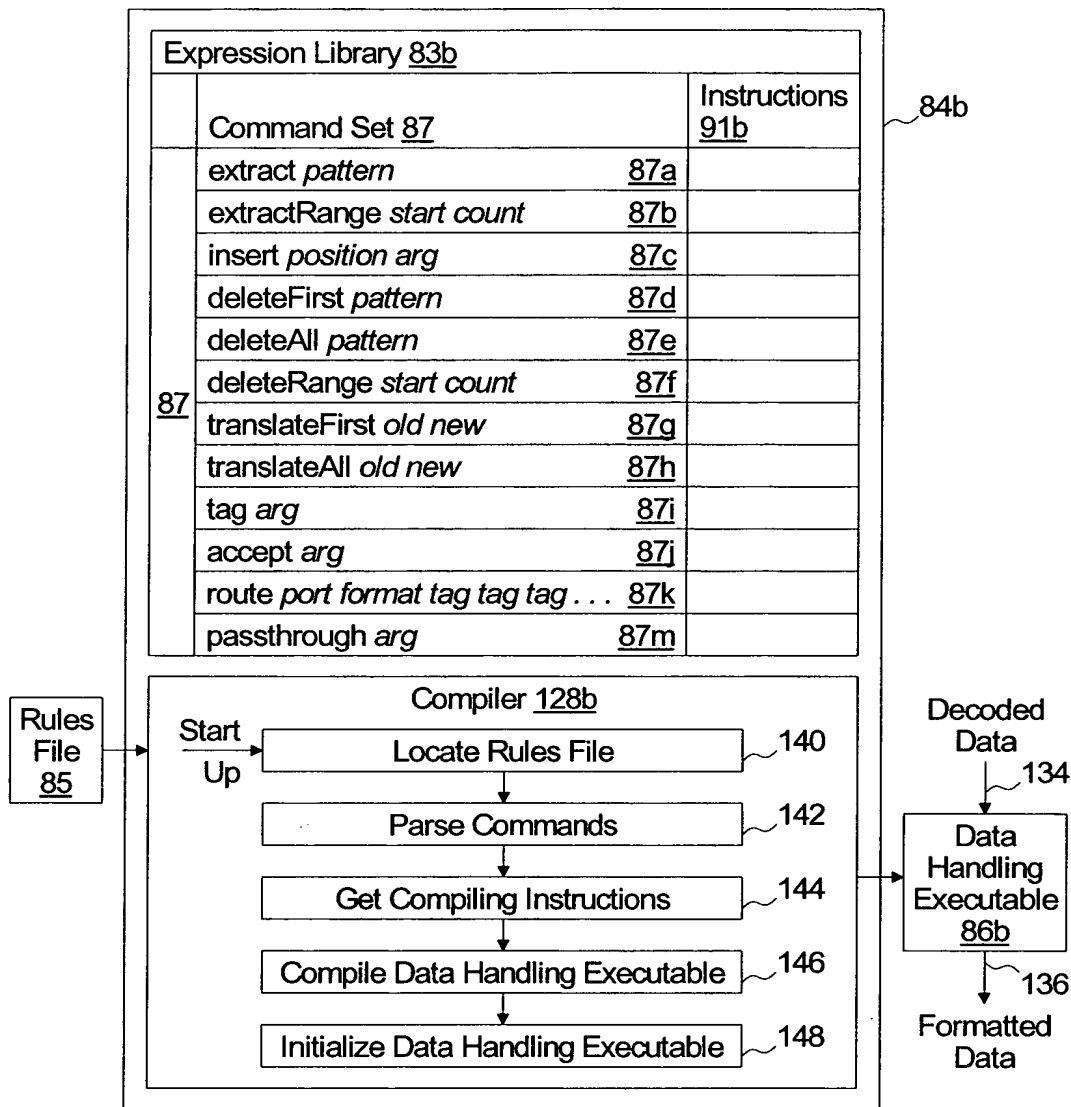 Expression Library 83b
Command Set 87
Instructions
91b
84b
87
extract pattern 87a
extractRange start count 87b
insert position arg 87c
deleteFirst pattern 87d
deleteAll pattern 87e
deleteRange start count 87f
translateFirst old new 87g
translateAll old new 87h
tag arg 87i
accept arg 87j
route port format tag tag tag . . . 87k
passthrough arg 87m
Rules
File
85
Compiler 128b
Start
Up
Locate Rules File 140
Parse Commands 142
Get Compiling Instructions 144
Compile Data Handling Executable 146
Initialize Data Handling Executable 148
Decoded
Data
134
Data
Handling
Executable
86b
136
Formatted
Data